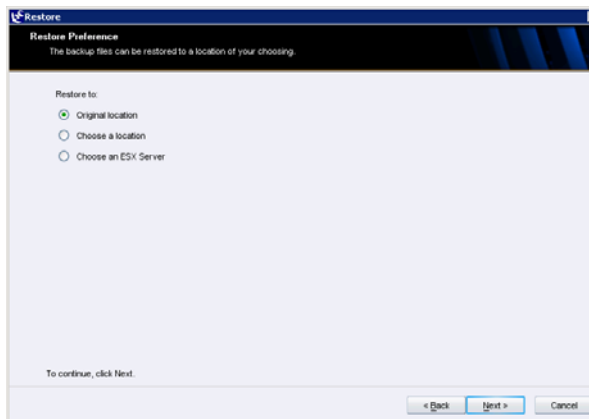 Restore
Restore Preference
The backup files can be restored to a location of your choosing.
Restore to:
Original location
Choose a location
Choose an ESX Server
To continue, click Next.
< Back
Next >
Cancel